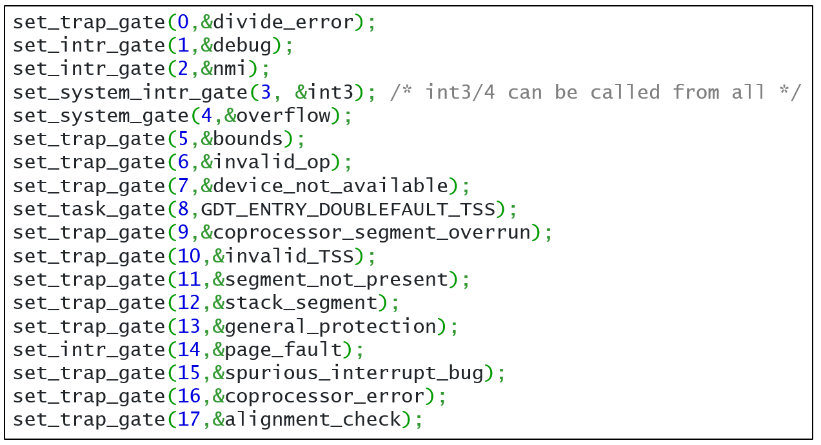 set_trap_gate(0,&divide_error);
set_intr_gate(1,&debug);
set_intr_gate(2,&nmi);
set_system_intr_gate(3, &int3); /* int3/4 can be called from all */
set_system_gate(4,&overflow);
set_trap_gate(5,&bounds);
set_trap_gate(6,&invalid_op);
set_trap_gate(7,&device_not_available);
set_task_gate(8,GDT_ENTRY_DOUBLEFAULT_TSS);
set_trap_gate(9,&coprocessor_segment_overrun);
set_trap_gate(10,&invalid_TSS);
set_trap_gate(11,&segment_not_present);
set_trap_gate(12,&stack_segment);
set_trap_gate(13,&general_protection);
set_intr_gate(14,&page_fault);
set_trap_gate(15,&spurious_interrupt_bug);
set_trap_gate(16,&coprocessor_error);
set_trap_gate(17,&alignment_check);